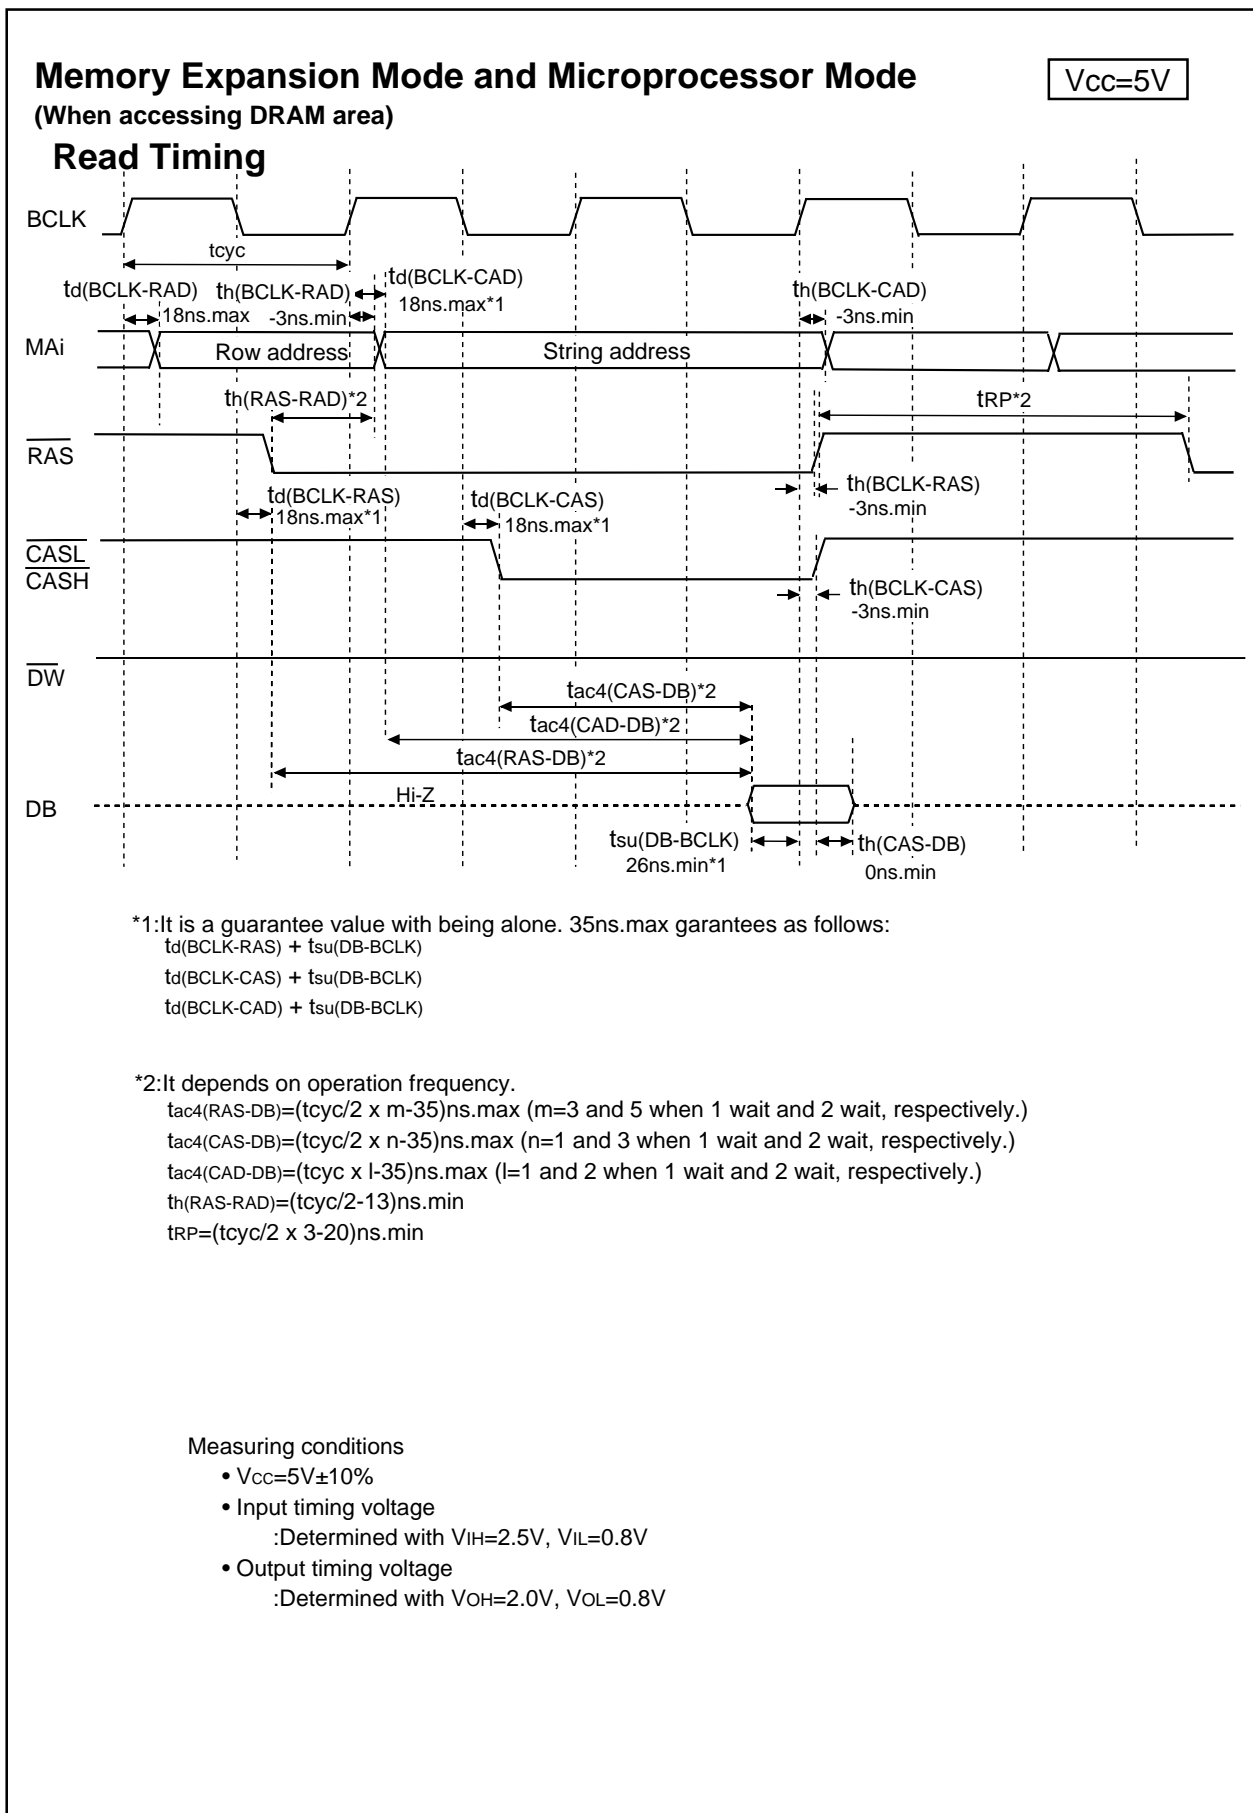 Memory Expansion Mode and Microprocessor Mode
Vcc=5V
(When accessing DRAM area)
Read Timing
BCLK
tcyc
td(BCLK-RAD)
18ns.max
th(BCLK-RAD)
-3ns.min
td(BCLK-CAD)
18ns.max*1
th(BCLK-CAD)
-3ns.min
MAi
Row address
String address
th(RAS-RAD)*2
tRP*2
RAS
td(BCLK-RAS)
18ns.max*1
td(BCLK-CAS)
18ns.max*1
th(BCLK-RAS)
-3ns.min
CASL
CASH
th(BCLK-CAS)
-3ns.min
DW
tac4(CAS-DB)*2
tac4(CAD-DB)*2
tac4(RAS-DB)*2
Hi-Z
DB
tsu(DB-BCLK)
26ns.min*1
th(CAS-DB)
0ns.min
*1:It is a guarantee value with being alone. 35ns.max garantees as follows:
td(BCLK-RAS) + tsu(DB-BCLK)
td(BCLK-CAS) + tsu(DB-BCLK)
td(BCLK-CAD) + tsu(DB-BCLK)
*2:It depends on operation frequency.
tac4(RAS-DB)=(tcyc/2 x m-35)ns.max (m=3 and 5 when 1 wait and 2 wait, respectively.)
tac4(CAS-DB)=(tcyc/2 x n-35)ns.max (n=1 and 3 when 1 wait and 2 wait, respectively.)
tac4(CAD-DB)=(tcyc x l-35)ns.max (l=1 and 2 when 1 wait and 2 wait, respectively.)
th(RAS-RAD)=(tcyc/2-13)ns.min
tRP=(tcyc/2 x 3-20)ns.min
Measuring conditions
• VCC=5V±10%
• Input timing voltage
:Determined with VIH=2.5V, VIL=0.8V
• Output timing voltage
:Determined with VOH=2.0V, VOL=0.8V